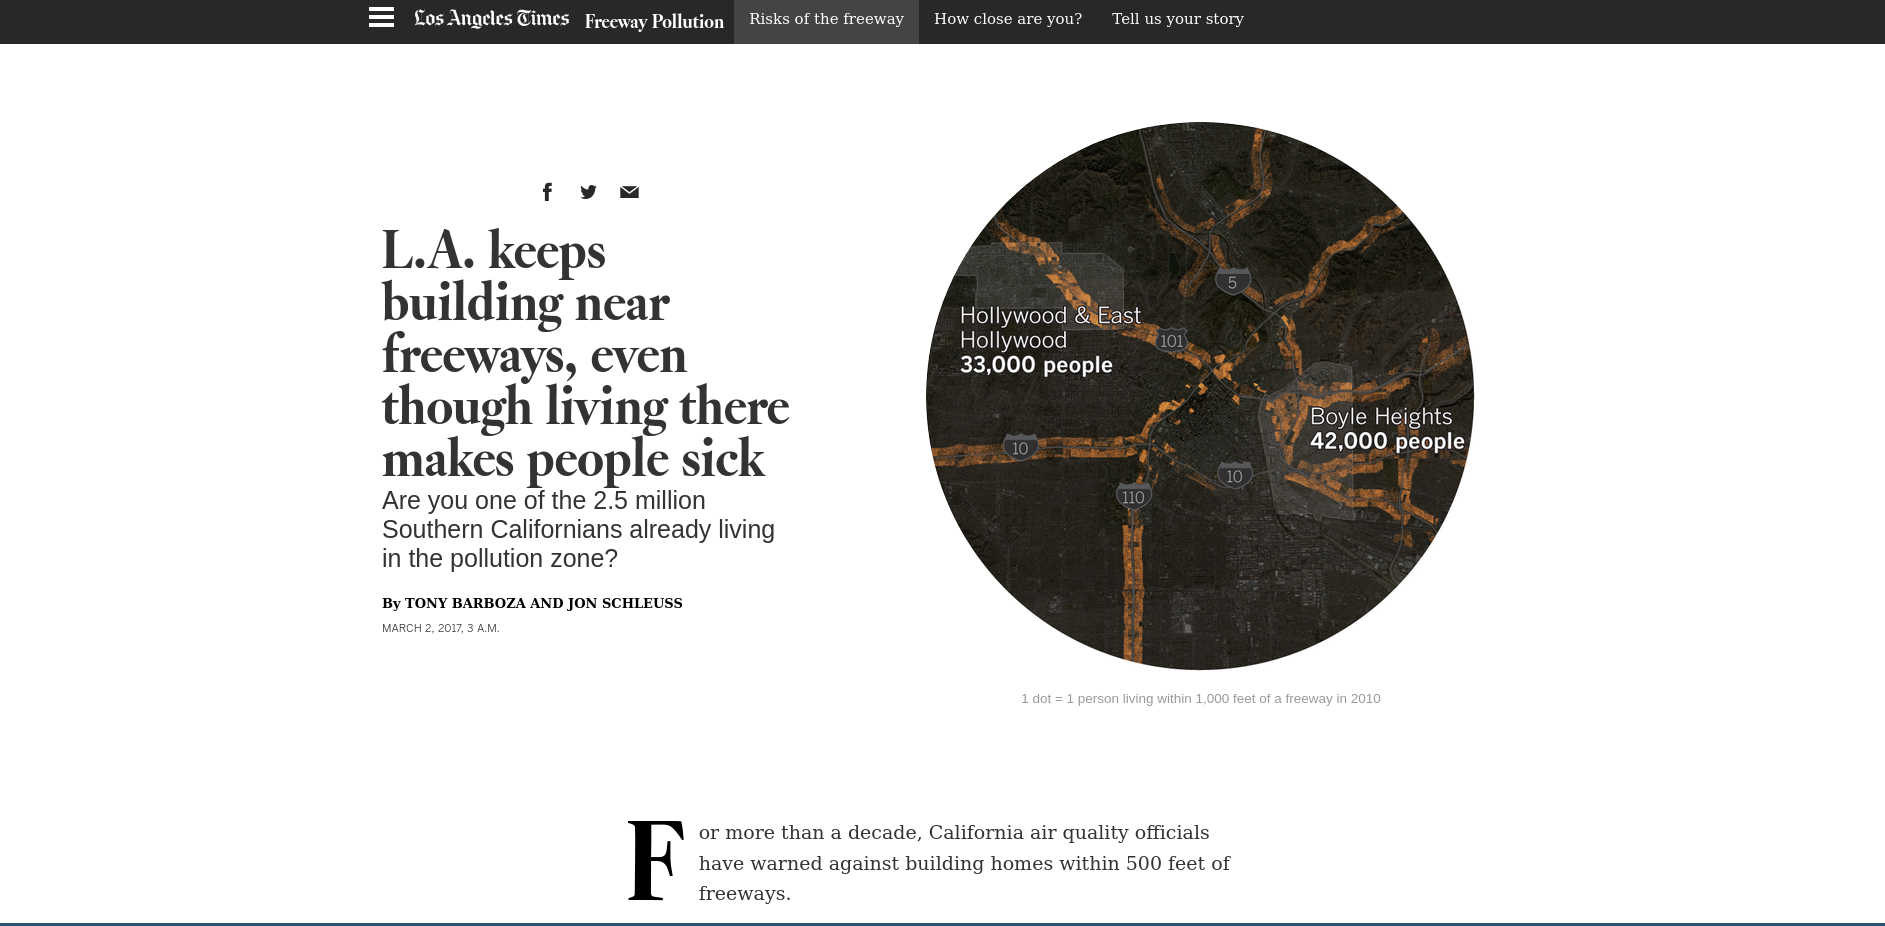 Los Angeles Times
Freeway Pollution
Risks of the freeway
How close are you?
Tell us your story
L.A. keeps
building near
freeways, even
though living there
makes people sick
Are you one of the 2.5 million
Southern Californians already living
in the pollution zone?
By TONY BARBOZA AND JON SCHLEUSS
MARCH 2, 2017, 3 A.M.
5
Hollywood & East
Hollywood
33,000 people
101
Boyle Heights
42,000 people
10
10
110
1 dot = 1 person living within 1,000 feet of a freeway in 2010
For more than a decade, California air quality officials
have warned against building homes within 500 feet of
freeways.